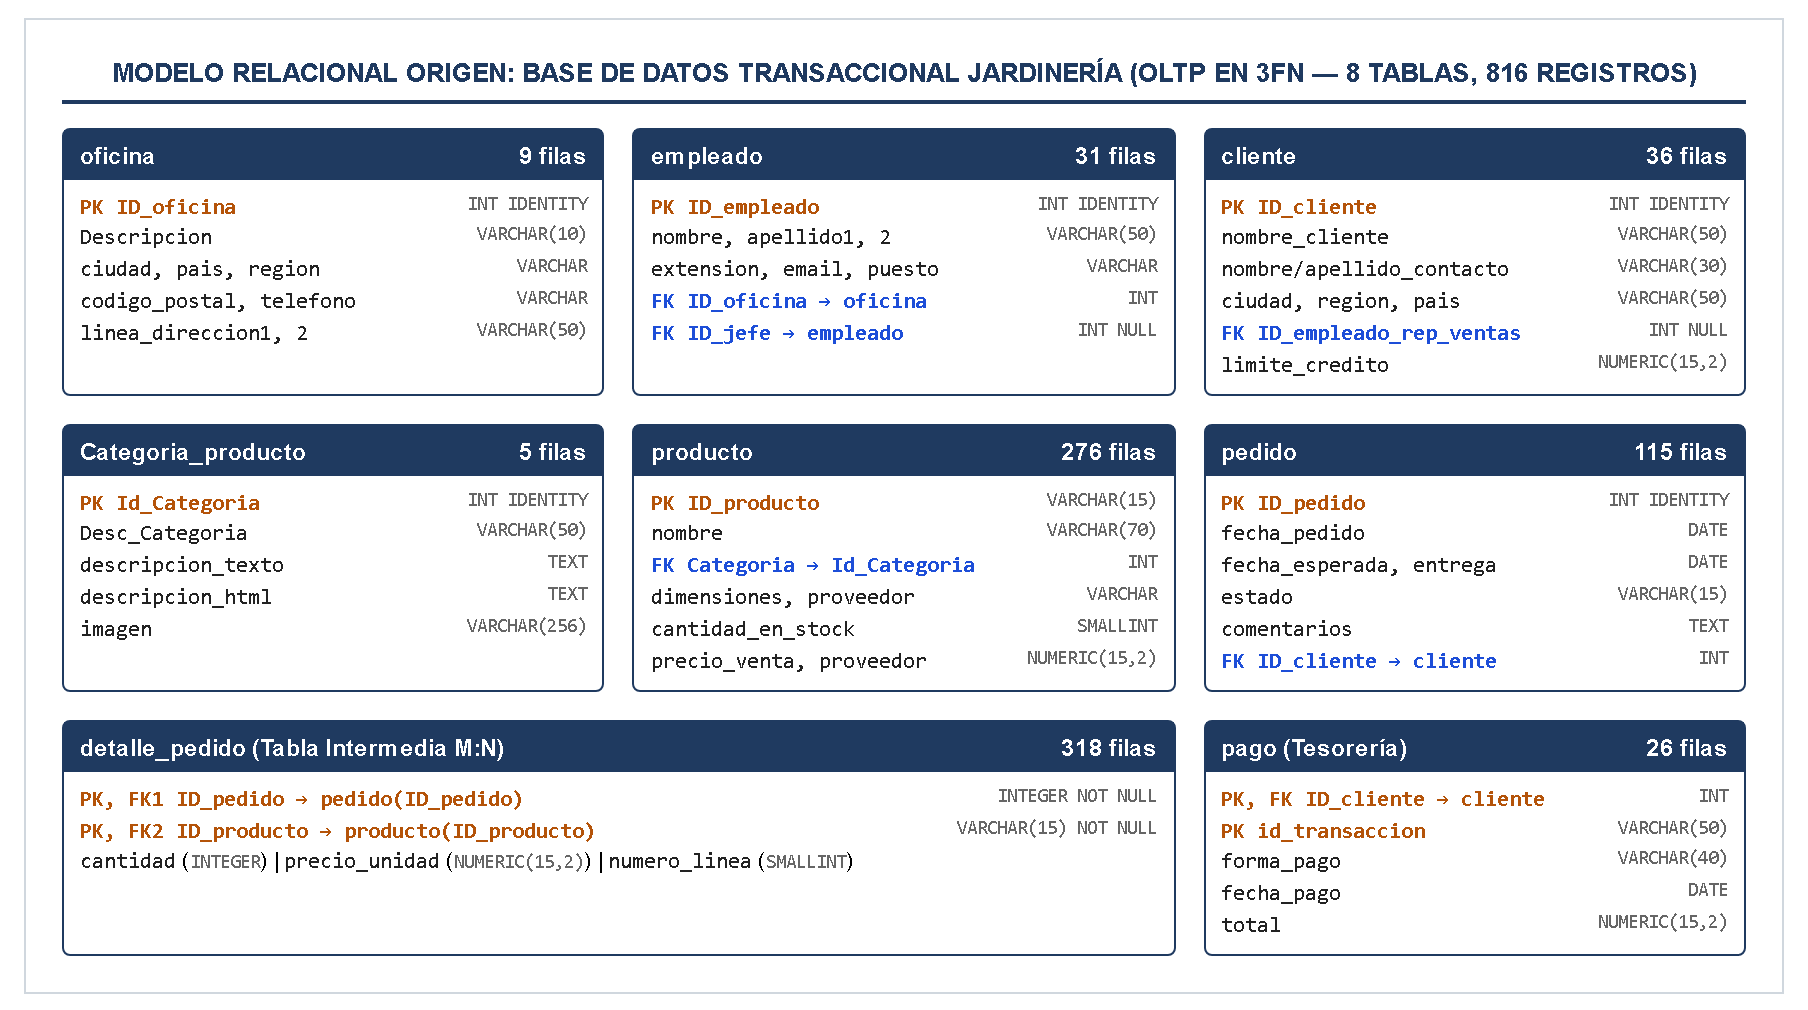 MODELO RELACIONAL ORIGEN: BASE DE DATOS TRANSACCIONAL JARDINERÍA (OLTP EN 3FN — 8 TABLAS, 816 REGISTROS)
oficina 9 filas
PK ID_oficina INT IDENTITY
Descripcion VARCHAR(10)
ciudad, pais, region VARCHAR
codigo_postal, telefono VARCHAR
linea_direccion1, 2 VARCHAR(50)
empleado 31 filas
PK ID_empleado INT IDENTITY
nombre, apellido1, 2 VARCHAR(50)
extension, email, puesto VARCHAR
FK ID_oficina → oficina INT
FK ID_jefe → empleado INT NULL
cliente 36 filas
PK ID_cliente INT IDENTITY
nombre_cliente VARCHAR(50)
nombre/apellido_contacto VARCHAR(30)
ciudad, region, pais VARCHAR(50)
FK ID_empleado_rep_ventas INT NULL
limite_credito NUMERIC(15,2)
Categoria_producto 5 filas
PK Id_Categoria INT IDENTITY
Desc_Categoria VARCHAR(50)
descripcion_texto TEXT
descripcion_html TEXT
imagen VARCHAR(256)
producto 276 filas
PK ID_producto VARCHAR(15)
nombre VARCHAR(70)
FK Categoria → Id_Categoria INT
dimensiones, proveedor VARCHAR
cantidad_en_stock SMALLINT
precio_venta, proveedor NUMERIC(15,2)
pedido 115 filas
PK ID_pedido INT IDENTITY
fecha_pedido DATE
fecha_esperada, entrega DATE
estado VARCHAR(15)
comentarios TEXT
FK ID_cliente → cliente INT
detalle_pedido (Tabla Intermedia M:N) 318 filas
PK, FK1 ID_pedido → pedido(ID_pedido) INTEGER NOT NULL
PK, FK2 ID_producto → producto(ID_producto) VARCHAR(15) NOT NULL
cantidad (INTEGER) | precio_unidad (NUMERIC(15,2)) | numero_linea (SMALLINT)
pago (Tesorería) 26 filas
PK, FK ID_cliente → cliente INT
PK id_transaccion VARCHAR(50)
forma_pago VARCHAR(40)
fecha_pago DATE
total NUMERIC(15,2)